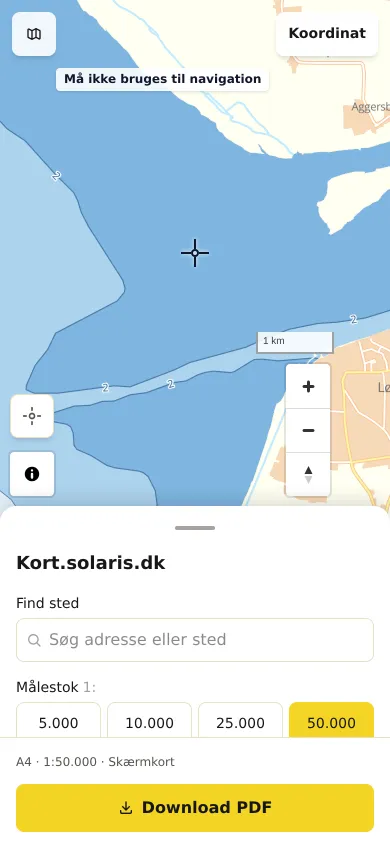 Koordinat
Må ikke bruges til navigation
Aggersb
2
2
1 km
2
2
Lø
Kort.solaris.dk
Find sted
Søg adresse eller sted
Målestok 1:
5.000 10.000 25.000 50.000
A4 · 1:50.000 · Skærmkort
Download PDF